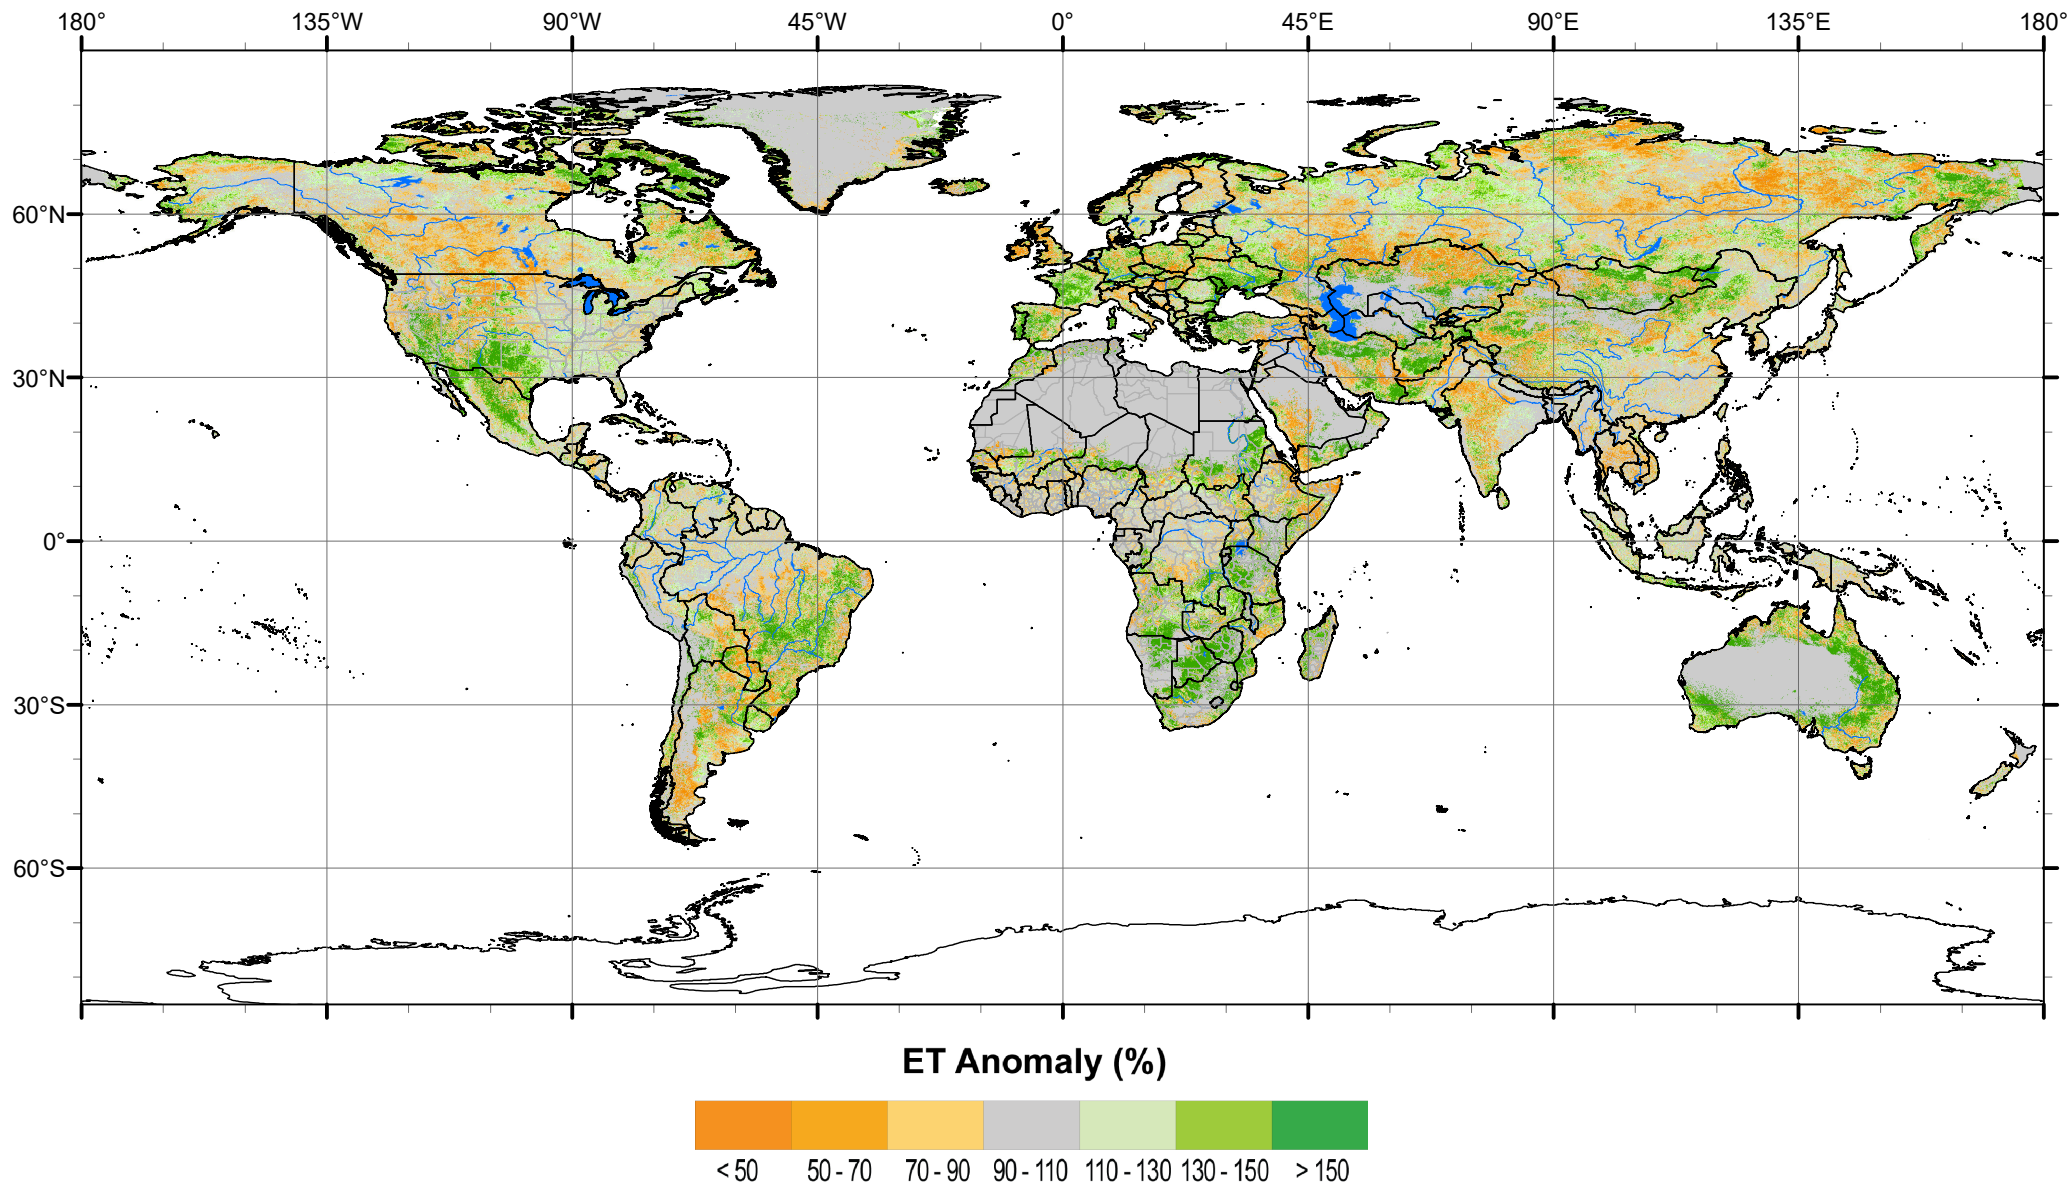 180° 135°W 90°W 45°W 0° 45°E 90°E 135°E 180°
60°N
30°N
0°
30°S
60°S
ET Anomaly (%)
< 50 50 - 70 70 - 90 90 - 110 110 - 130 130 - 150 > 150